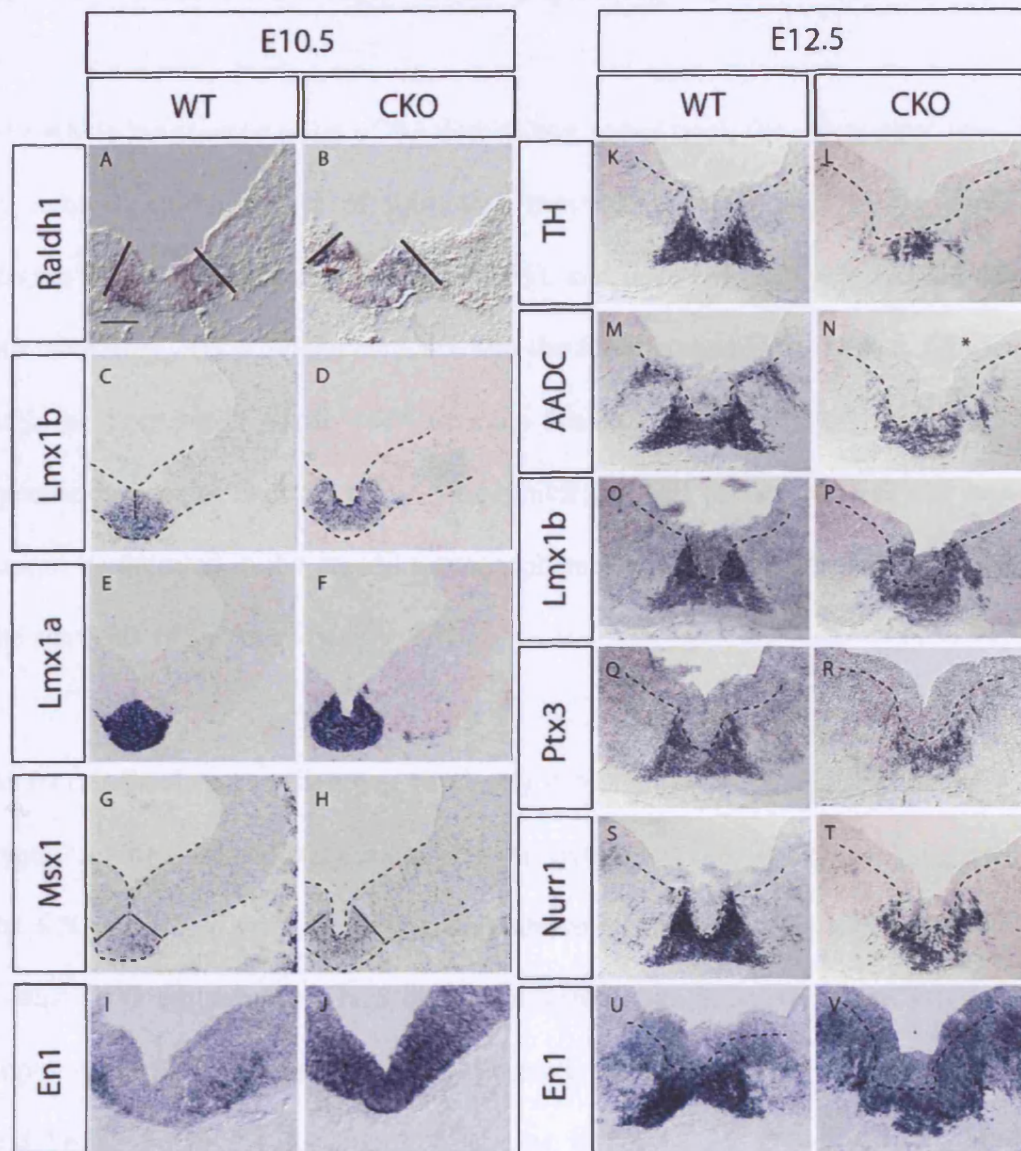 E10.5
WT CKO
Raldh1
A B
Lmx1b
C D
Lmx1a
E F
Msx1
G H
En1
I J
E12.5
WT CKO
TH
K L
AADC
M N *
Lmx1b
O P
Ptx3
Q R
Nurr1
S T
En1
U V